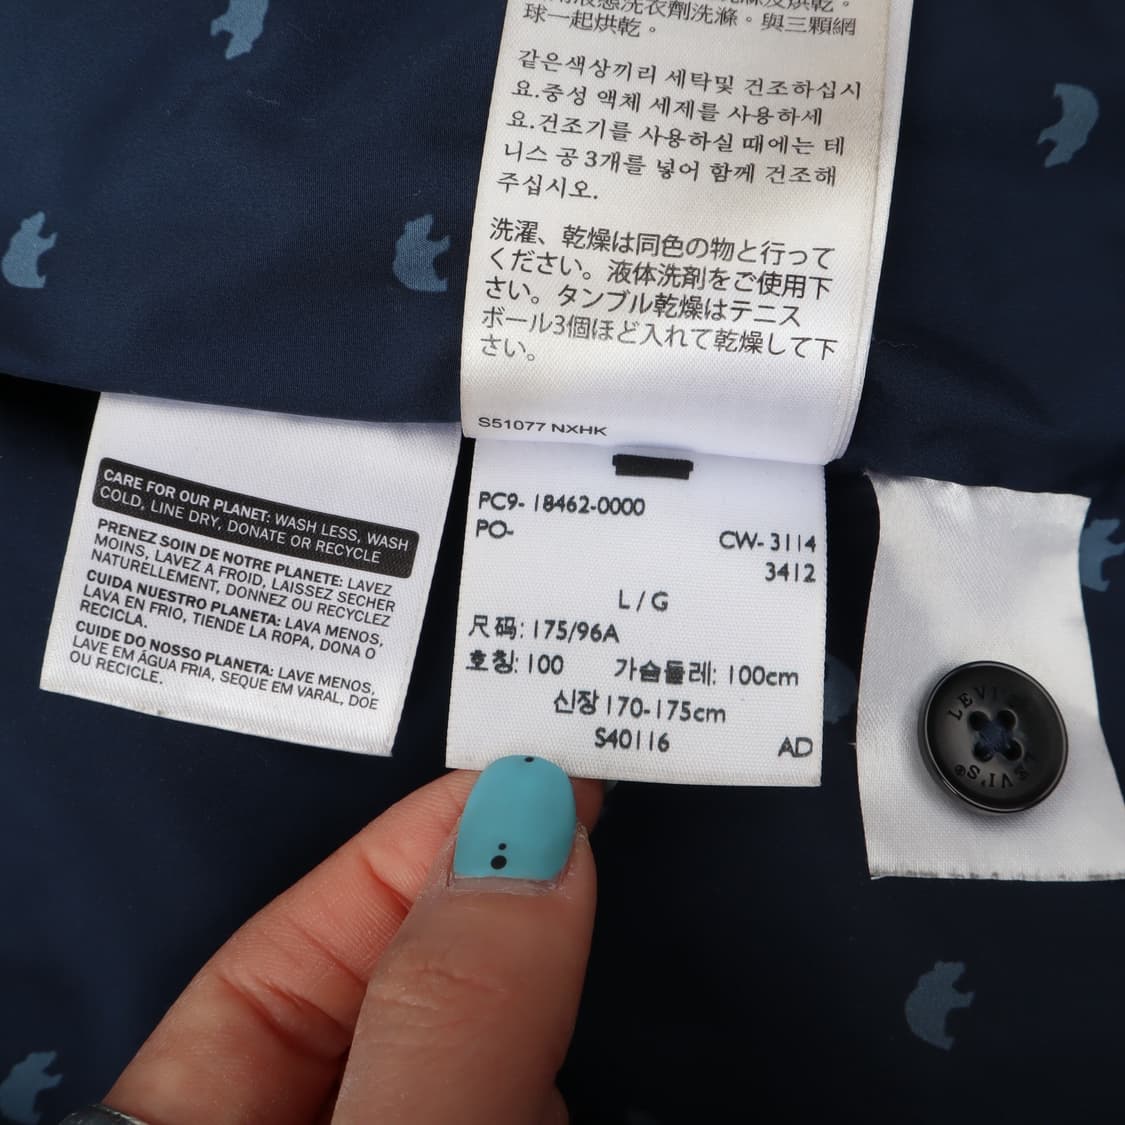 球一起烘乾。
같은색상끼리 세탁및 건조하십시
요.중성 액체 세제를 사용하세
요.건조기를 사용하실 때에는 테
니스 공 3개를 넣어 함께 건조해
주십시오.
洗濯、乾燥は同色の物と行って
ください。液体洗剤をご使用下
さい。タンブル乾燥はテニス
ボール3個ほど入れて乾燥して下
さい。
S51077 NXHK
CARE FOR OUR PLANET: WASH LESS, WASH
COLD, LINE DRY, DONATE OR RECYCLE
PRENEZ SOIN DE NOTRE PLANETE: LAVEZ
MOINS, LAVEZ A FROID, LAISSEZ SECHER
NATURELLEMENT, DONNEZ OU RECYCLEZ
CUIDA NUESTRO PLANETA: LAVA MENOS,
LAVA EN FRIO, TIENDE LA ROPA, DONA O
RECICLA.
CUIDE DO NOSSO PLANETA: LAVE MENOS,
LAVE EM ÁGUA FRIA, SEQUE EM VARAL, DOE
OU RECICLE.
PC9- 18462-0000
PO-
CW- 3114
3412
L / G
尺码: 175/96A
호칭: 100 가슴둘레: 100cm
신장 170-175cm
S40116 AD
LEVI'S
LEVI'S®